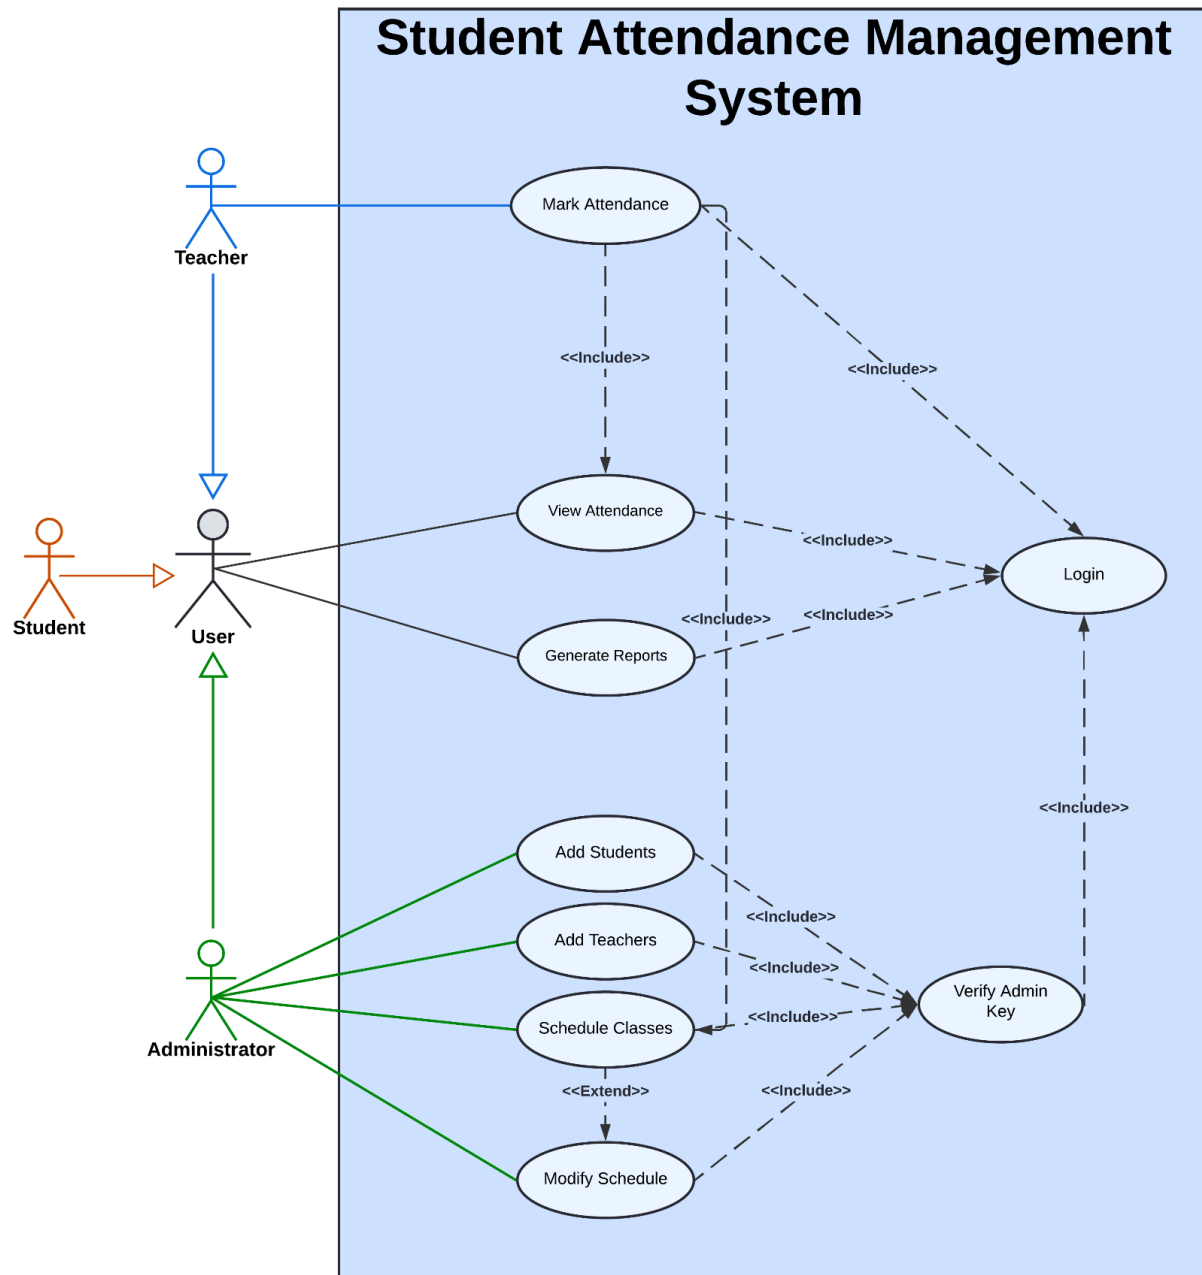 Student Attendance Management
System
Mark Attendance
Teacher
<<Include>>
<<Include>>
View Attendance
<<Include>>
Login
<<Include>>
<<Include>>
Student
User
Generate Reports
<<Include>>
Add Students
<<Include>>
Add Teachers
<<Include>>
Verify Admin
Key
<<Include>>
Schedule Classes
Administrator
<<Extend>>
<<Include>>
Modify Schedule